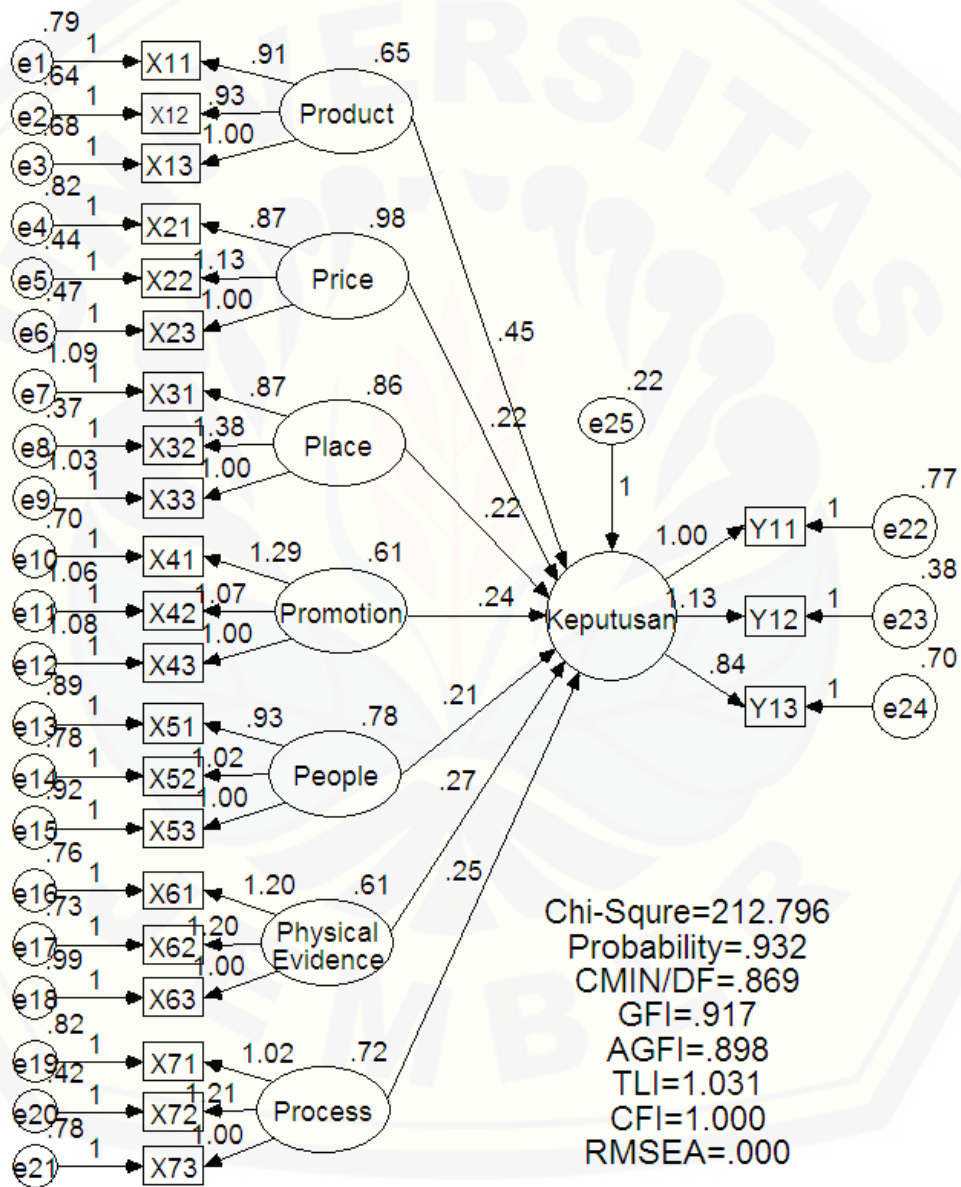 .79
e1 1 X11 .91 .65
.64
e2 1 X12 .93 Product
.68
e3 1 X13 1.00
.82
e4 1 X21 .87 .98
.44
e5 1 X22 1.13 Price
.47
e6 1 X23 1.00
1.09
e7 1 X31 .87 .86
.37
e8 1 X32 1.38 Place
1.03
e9 1 X33 1.00
.70
e10 1 X41 1.29 .61
1.06
e11 1 X42 1.07 Promotion
1.08
e12 1 X43 1.00
.89
e13 1 X51 .93 .78
.78
e14 1 X52 1.02 People
.92
e15 1 X53 1.00
.76
e16 1 X61 1.20 .61
.73
e17 1 X62 1.20 Physical
Evidence
.99
e18 1 X63 1.00
.82
e19 1 X71 1.02 .72
.42
e20 1 X72 1.21 Process
.78
e21 1 X73 1.00
.45
.22
.22
.24
.21
.27
.25
.22
e25
1
Keputusan
1.00 Y11 1 e22 .77
1.13 Y12 1 e23 .38
.84 Y13 1 e24 .70
Chi-Squre=212.796
Probability=.932
CMIN/DF=.869
GFI=.917
AGFI=.898
TLI=1.031
CFI=1.000
RMSEA=.000